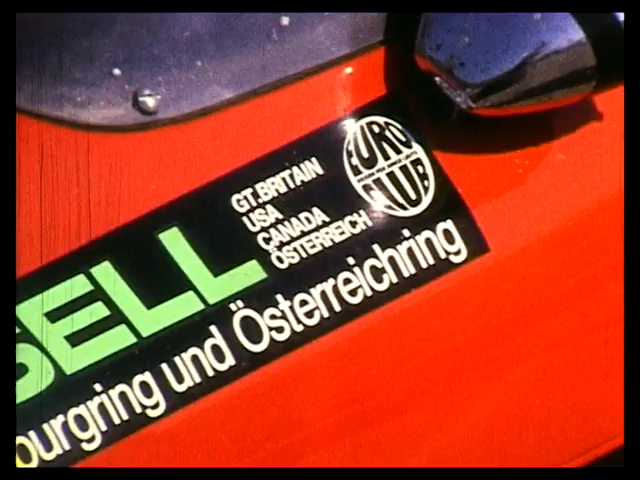 GT.BRITAIN
USA
CANADA
ÖSTERREICH
EURO
CLUB
SELL
ourgring und Österreichring